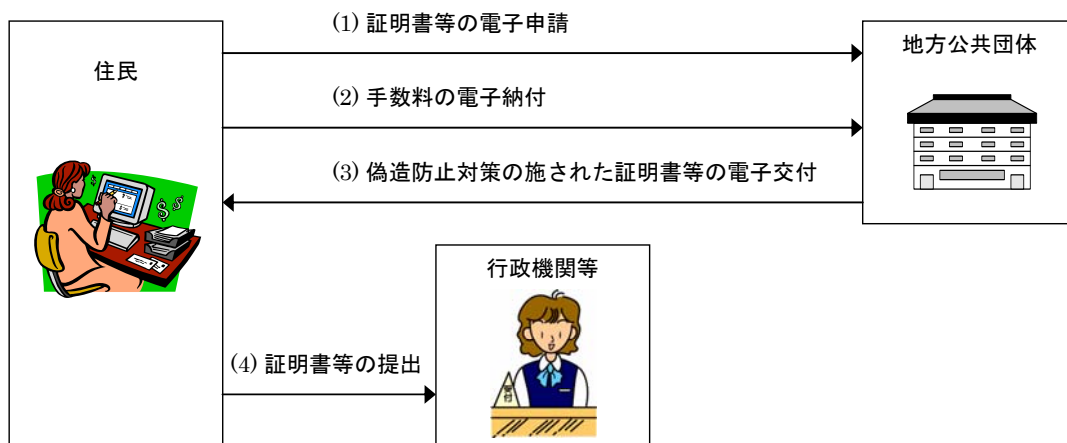 住民
(1) 証明書等の電子申請
地方公共団体
(2) 手数料の電子納付
(3) 偽造防止対策の施された証明書等の電子交付
行政機関等
(4) 証明書等の提出
受付